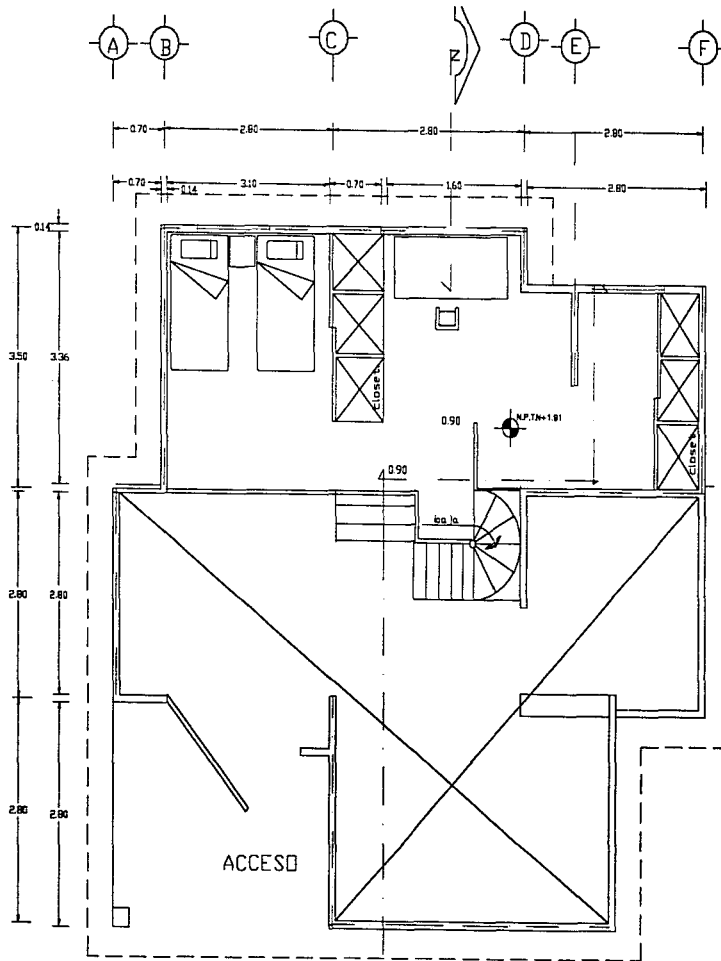 A B C D E F
N
0.70 2.80 2.80 2.80
0.70 0.14 3.10 0.70 1.60 2.80
0.14
3.50 3.36
Closet
0.90 N.P.T.N+1.81
Closet
0.90
baja
2.80 2.80
2.80 2.80
ACCESO